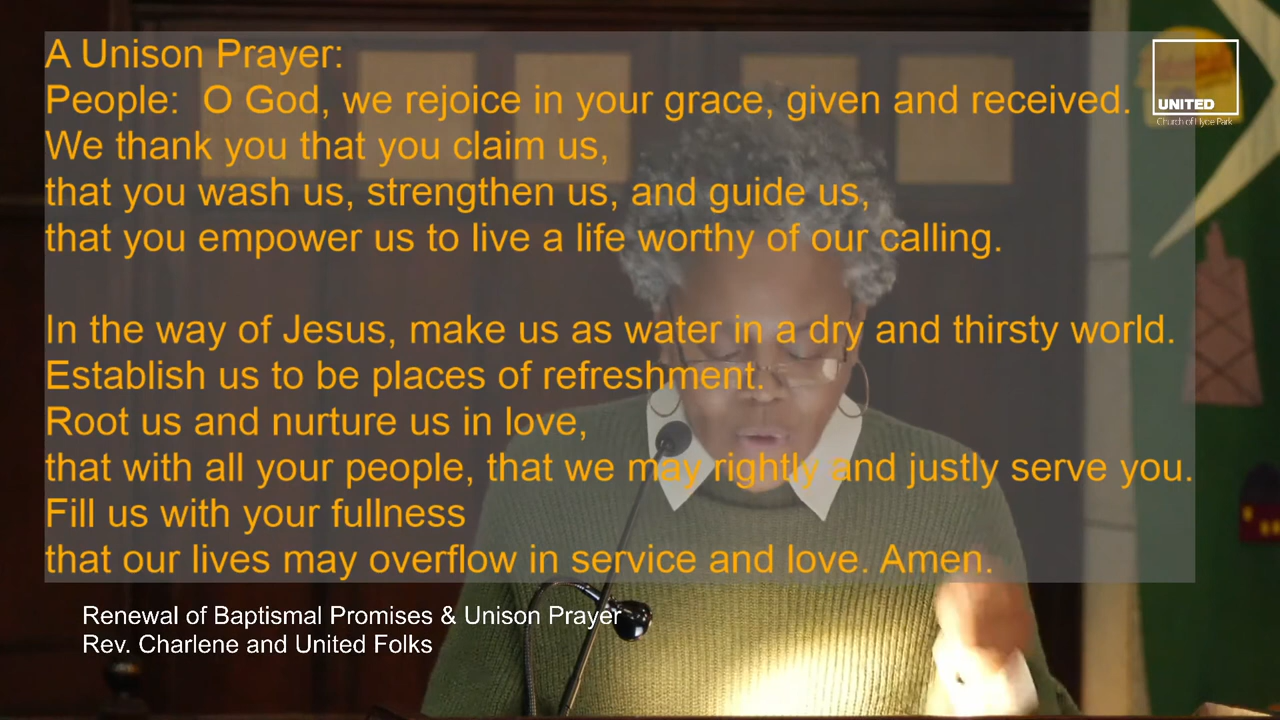 A Unison Prayer:
People:  O God, we rejoice in your grace, given and received.
We thank you that you claim us,
that you wash us, strengthen us, and guide us,
that you empower us to live a life worthy of our calling.
In the way of Jesus, make us as water in a dry and thirsty world.
Establish us to be places of refreshment.
Root us and nurture us in love,
that with all your people, that we may rightly and justly serve you.
Fill us with your fullness
that our lives may overflow in service and love. Amen.
Renewal of Baptismal Promises & Unison Prayer
Rev. Charlene and United Folks
UNITED
Church of Hyde Park